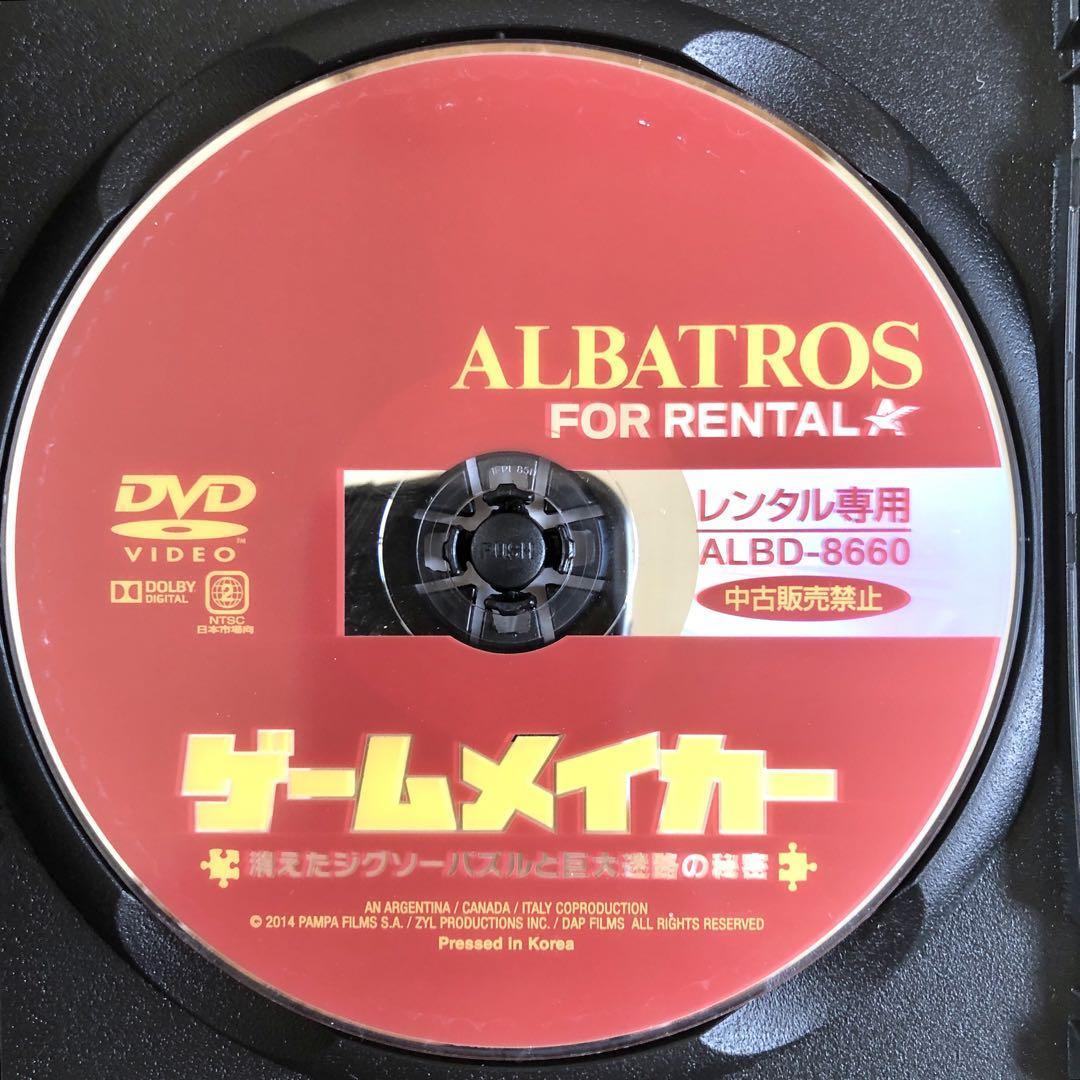 ALBATROS
FOR RENTAL
レンタル専用
ALBD-8660
中古販売禁止
DVD
VIDEO
TM
DOLBY
DIGITAL
2
NTSC
日本市場向
PUSH
ゲームメイカー
消えたジグソーパズルと巨大迷路の秘密
AN ARGENTINA / CANADA / ITALY COPRODUCTION
© 2014 PAMPA FILMS S.A. / ZYL PRODUCTIONS INC. / DAP FILMS ALL RIGHTS RESERVED
Pressed in Korea